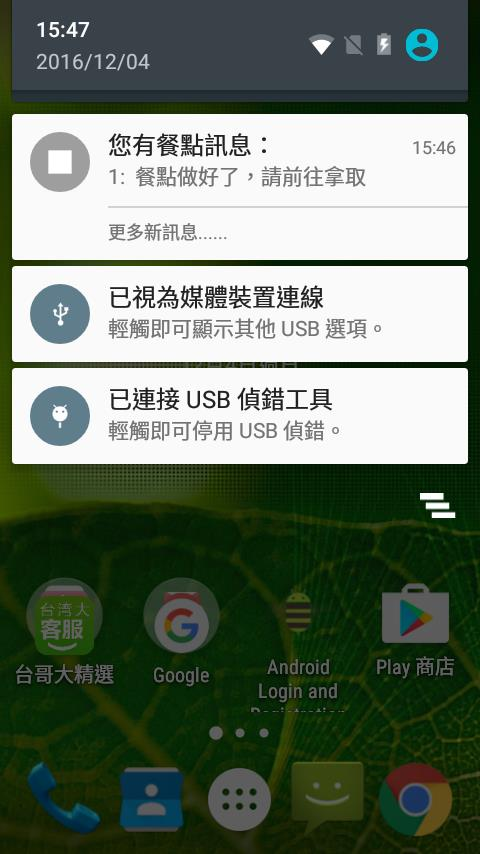 15:47
2016/12/04
您有餐點訊息：
15:46
1: 餐點做好了，請前往拿取
更多新訊息......
已視為媒體裝置連線
輕觸即可顯示其他 USB 選項。
已連接 USB 偵錯工具
輕觸即可停用 USB 偵錯。
台湾大
客服
台哥大精選
Google
Android
Login and
Registration
Play 商店